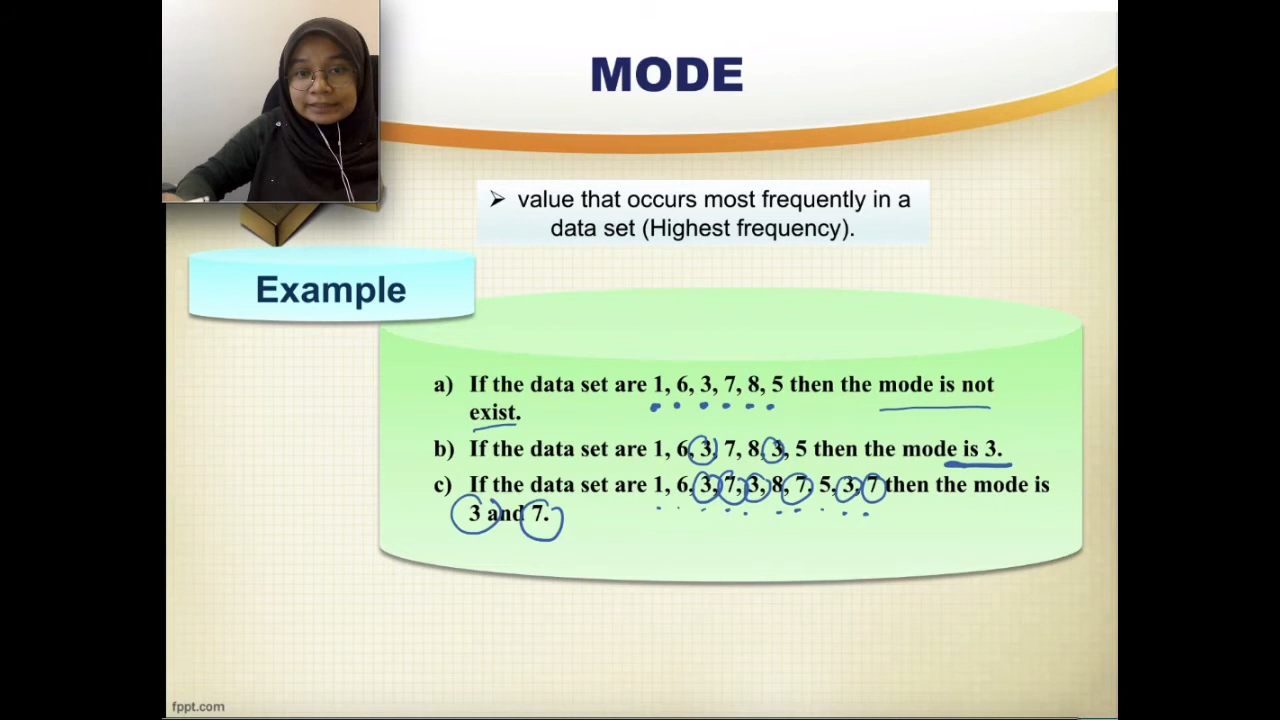 MODE
➢ value that occurs most frequently in a
data set (Highest frequency).
Example
a) If the data set are 1, 6, 3, 7, 8, 5 then the mode is not
exist.
b) If the data set are 1, 6, 3, 7, 8, 3, 5 then the mode is 3.
c) If the data set are 1, 6, 3, 7, 3, 8, 7, 5, 3, 7 then the mode is
3 and 7.
fppt.com